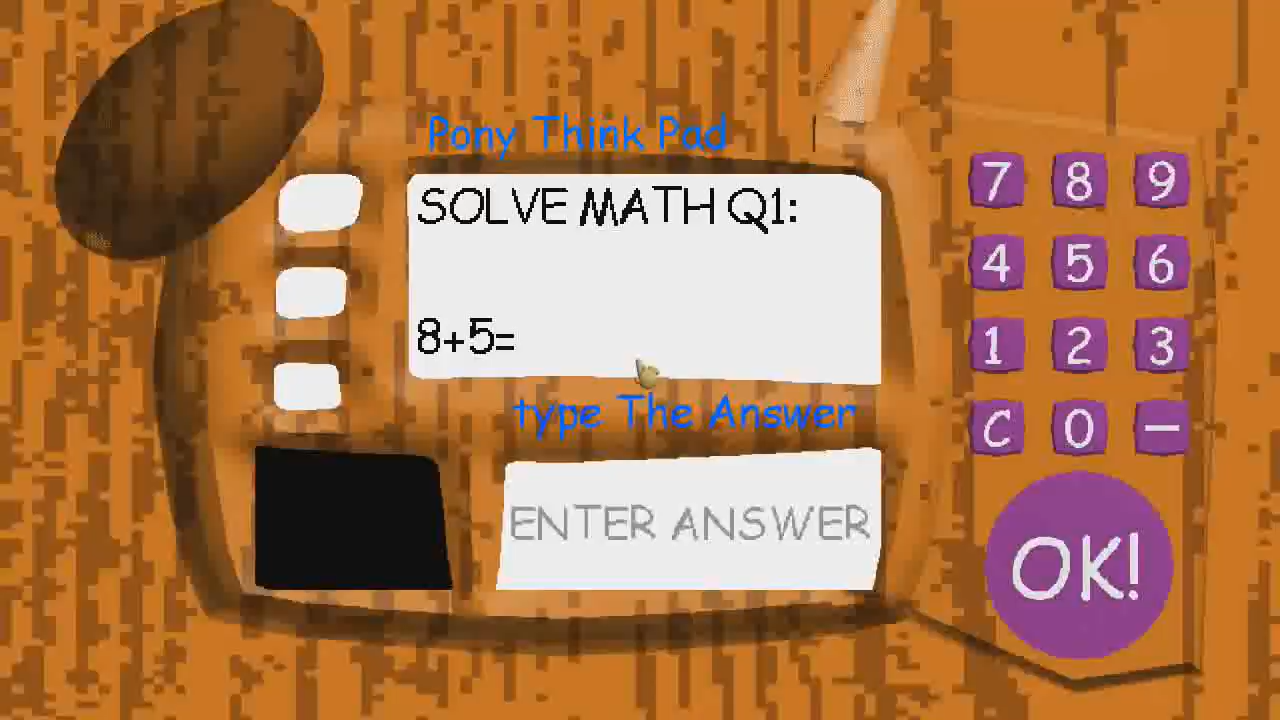 Pony Think Pad
SOLVE MATH Q1:
8+5=
type The Answer
ENTER ANSWER
7 8 9
4 5 6
1 2 3
C 0 —
OK!